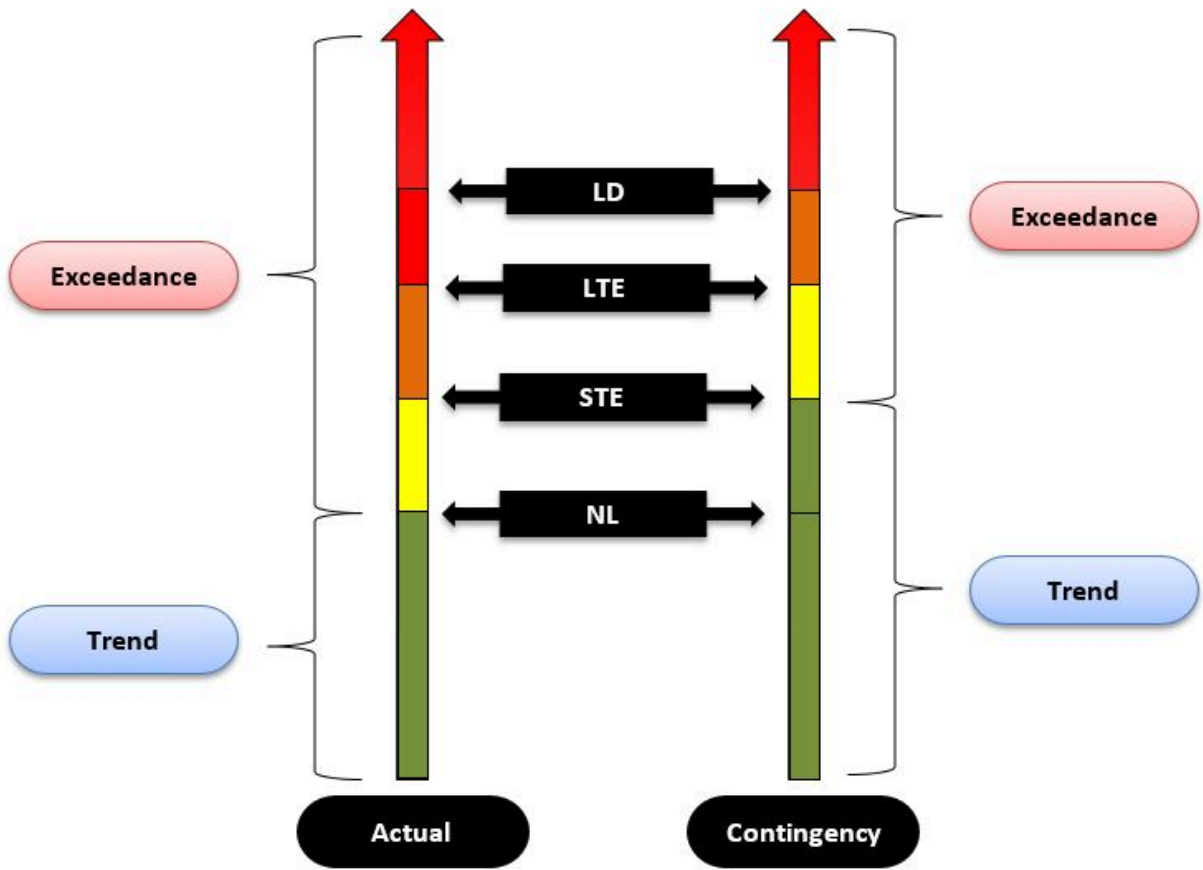 LD
Exceedance
Exceedance
LTE
STE
NL
Trend
Trend
Actual
Contingency